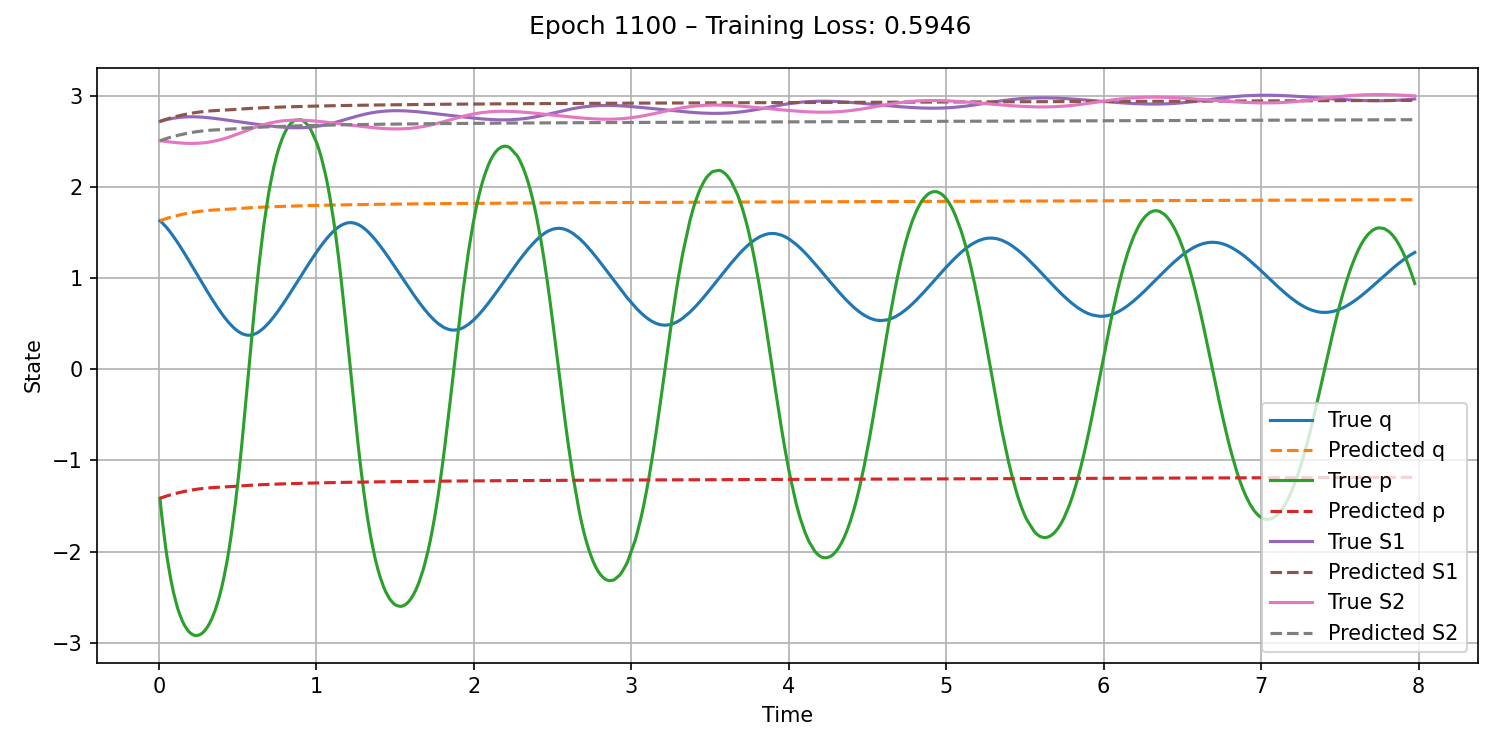 Epoch 1100 – Training Loss: 0.5946
State
3
2
1
0
−1
−2
−3
0 1 2 3 4 5 6 7 8
Time
True q
Predicted q
True p
Predicted p
True S1
Predicted S1
True S2
Predicted S2